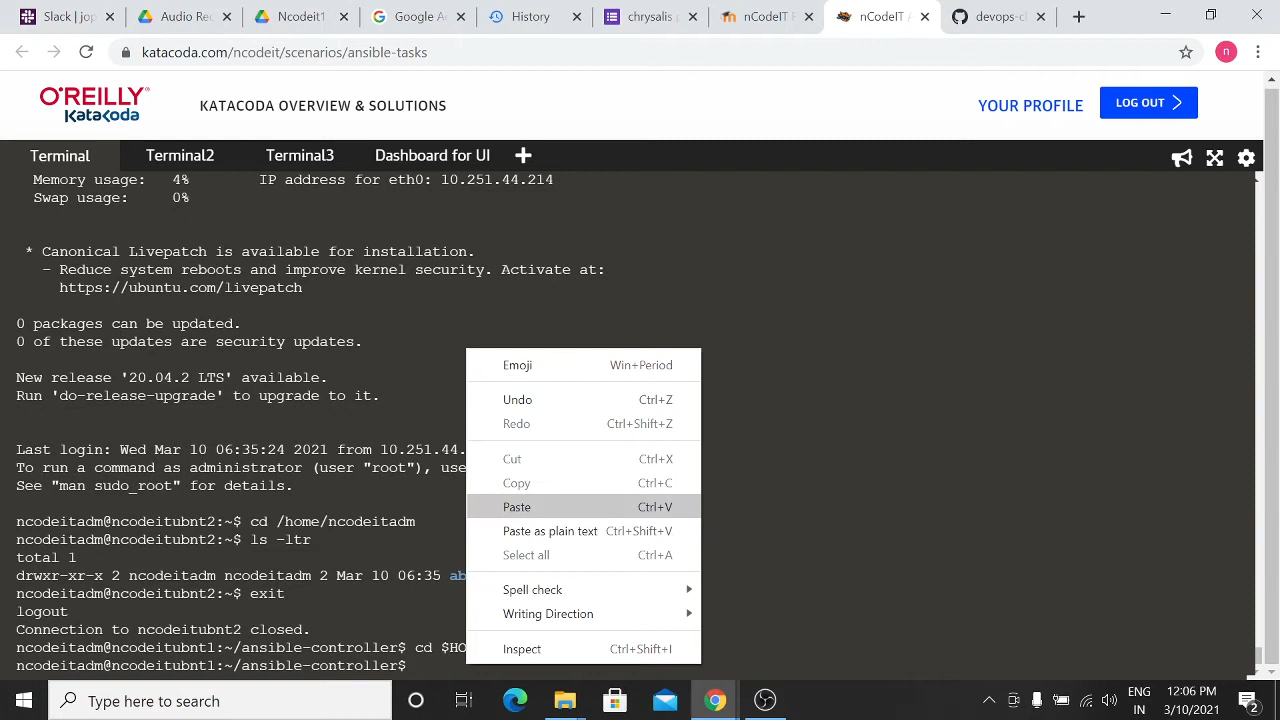 Slack | jo
Audio Rec
Ncodeit1
Google Ac
History
chrysalis p
nCodeIT E
nCodeIT A
devops-cl
katacoda.com/ncodeit/scenarios/ansible-tasks
n
O'REILLY®
KataKoda
KATACODA OVERVIEW & SOLUTIONS
YOUR PROFILE
LOG OUT
Terminal Terminal2 Terminal3 Dashboard for UI
Memory usage: 4% IP address for eth0: 10.251.44.214
Swap usage: 0%
* Canonical Livepatch is available for installation.
- Reduce system reboots and improve kernel security. Activate at:
https://ubuntu.com/livepatch
0 packages can be updated.
0 of these updates are security updates.
New release '20.04.2 LTS' available.
Run 'do-release-upgrade' to upgrade to it.
Last login: Wed Mar 10 06:35:24 2021 from 10.251.44.
To run a command as administrator (user "root"), use
See "man sudo_root" for details.
ncodeitadm@ncodeitubnt2:~$ cd /home/ncodeitadm
ncodeitadm@ncodeitubnt2:~$ ls -ltr
total 1
drwxr-xr-x 2 ncodeitadm ncodeitadm 2 Mar 10 06:35 ab
ncodeitadm@ncodeitubnt2:~$ exit
logout
Connection to ncodeitubnt2 closed.
ncodeitadm@ncodeitubnt1:~/ansible-controller$ cd $HO
ncodeitadm@ncodeitubnt1:~/ansible-controller$
Emoji Win+Period
Undo Ctrl+Z
Redo Ctrl+Shift+Z
Cut Ctrl+X
Copy Ctrl+C
Paste Ctrl+V
Paste as plain text Ctrl+Shift+V
Select all Ctrl+A
Spell check
Writing Direction
Inspect Ctrl+Shift+I
Type here to search
ENG
IN
12:06 PM
3/10/2021
2